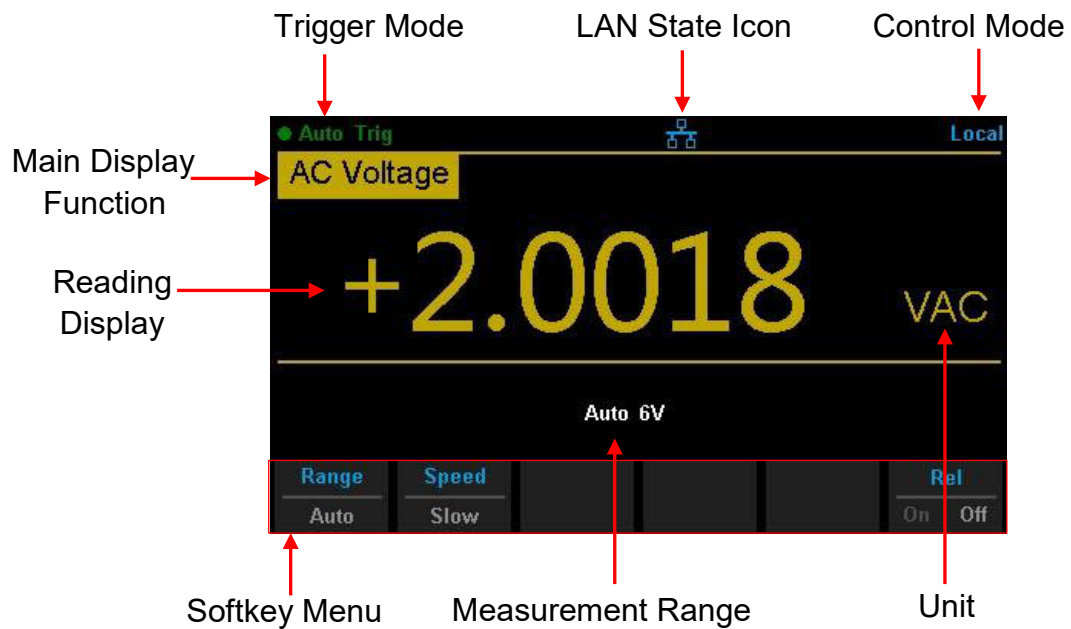 Trigger Mode
LAN State Icon
Control Mode
Auto Trig
Local
Main Display
Function
AC Voltage
Reading
Display
+2.0018
VAC
Auto 6V
Range
Speed
Rel
Auto
Slow
On
Off
Softkey Menu
Measurement Range
Unit